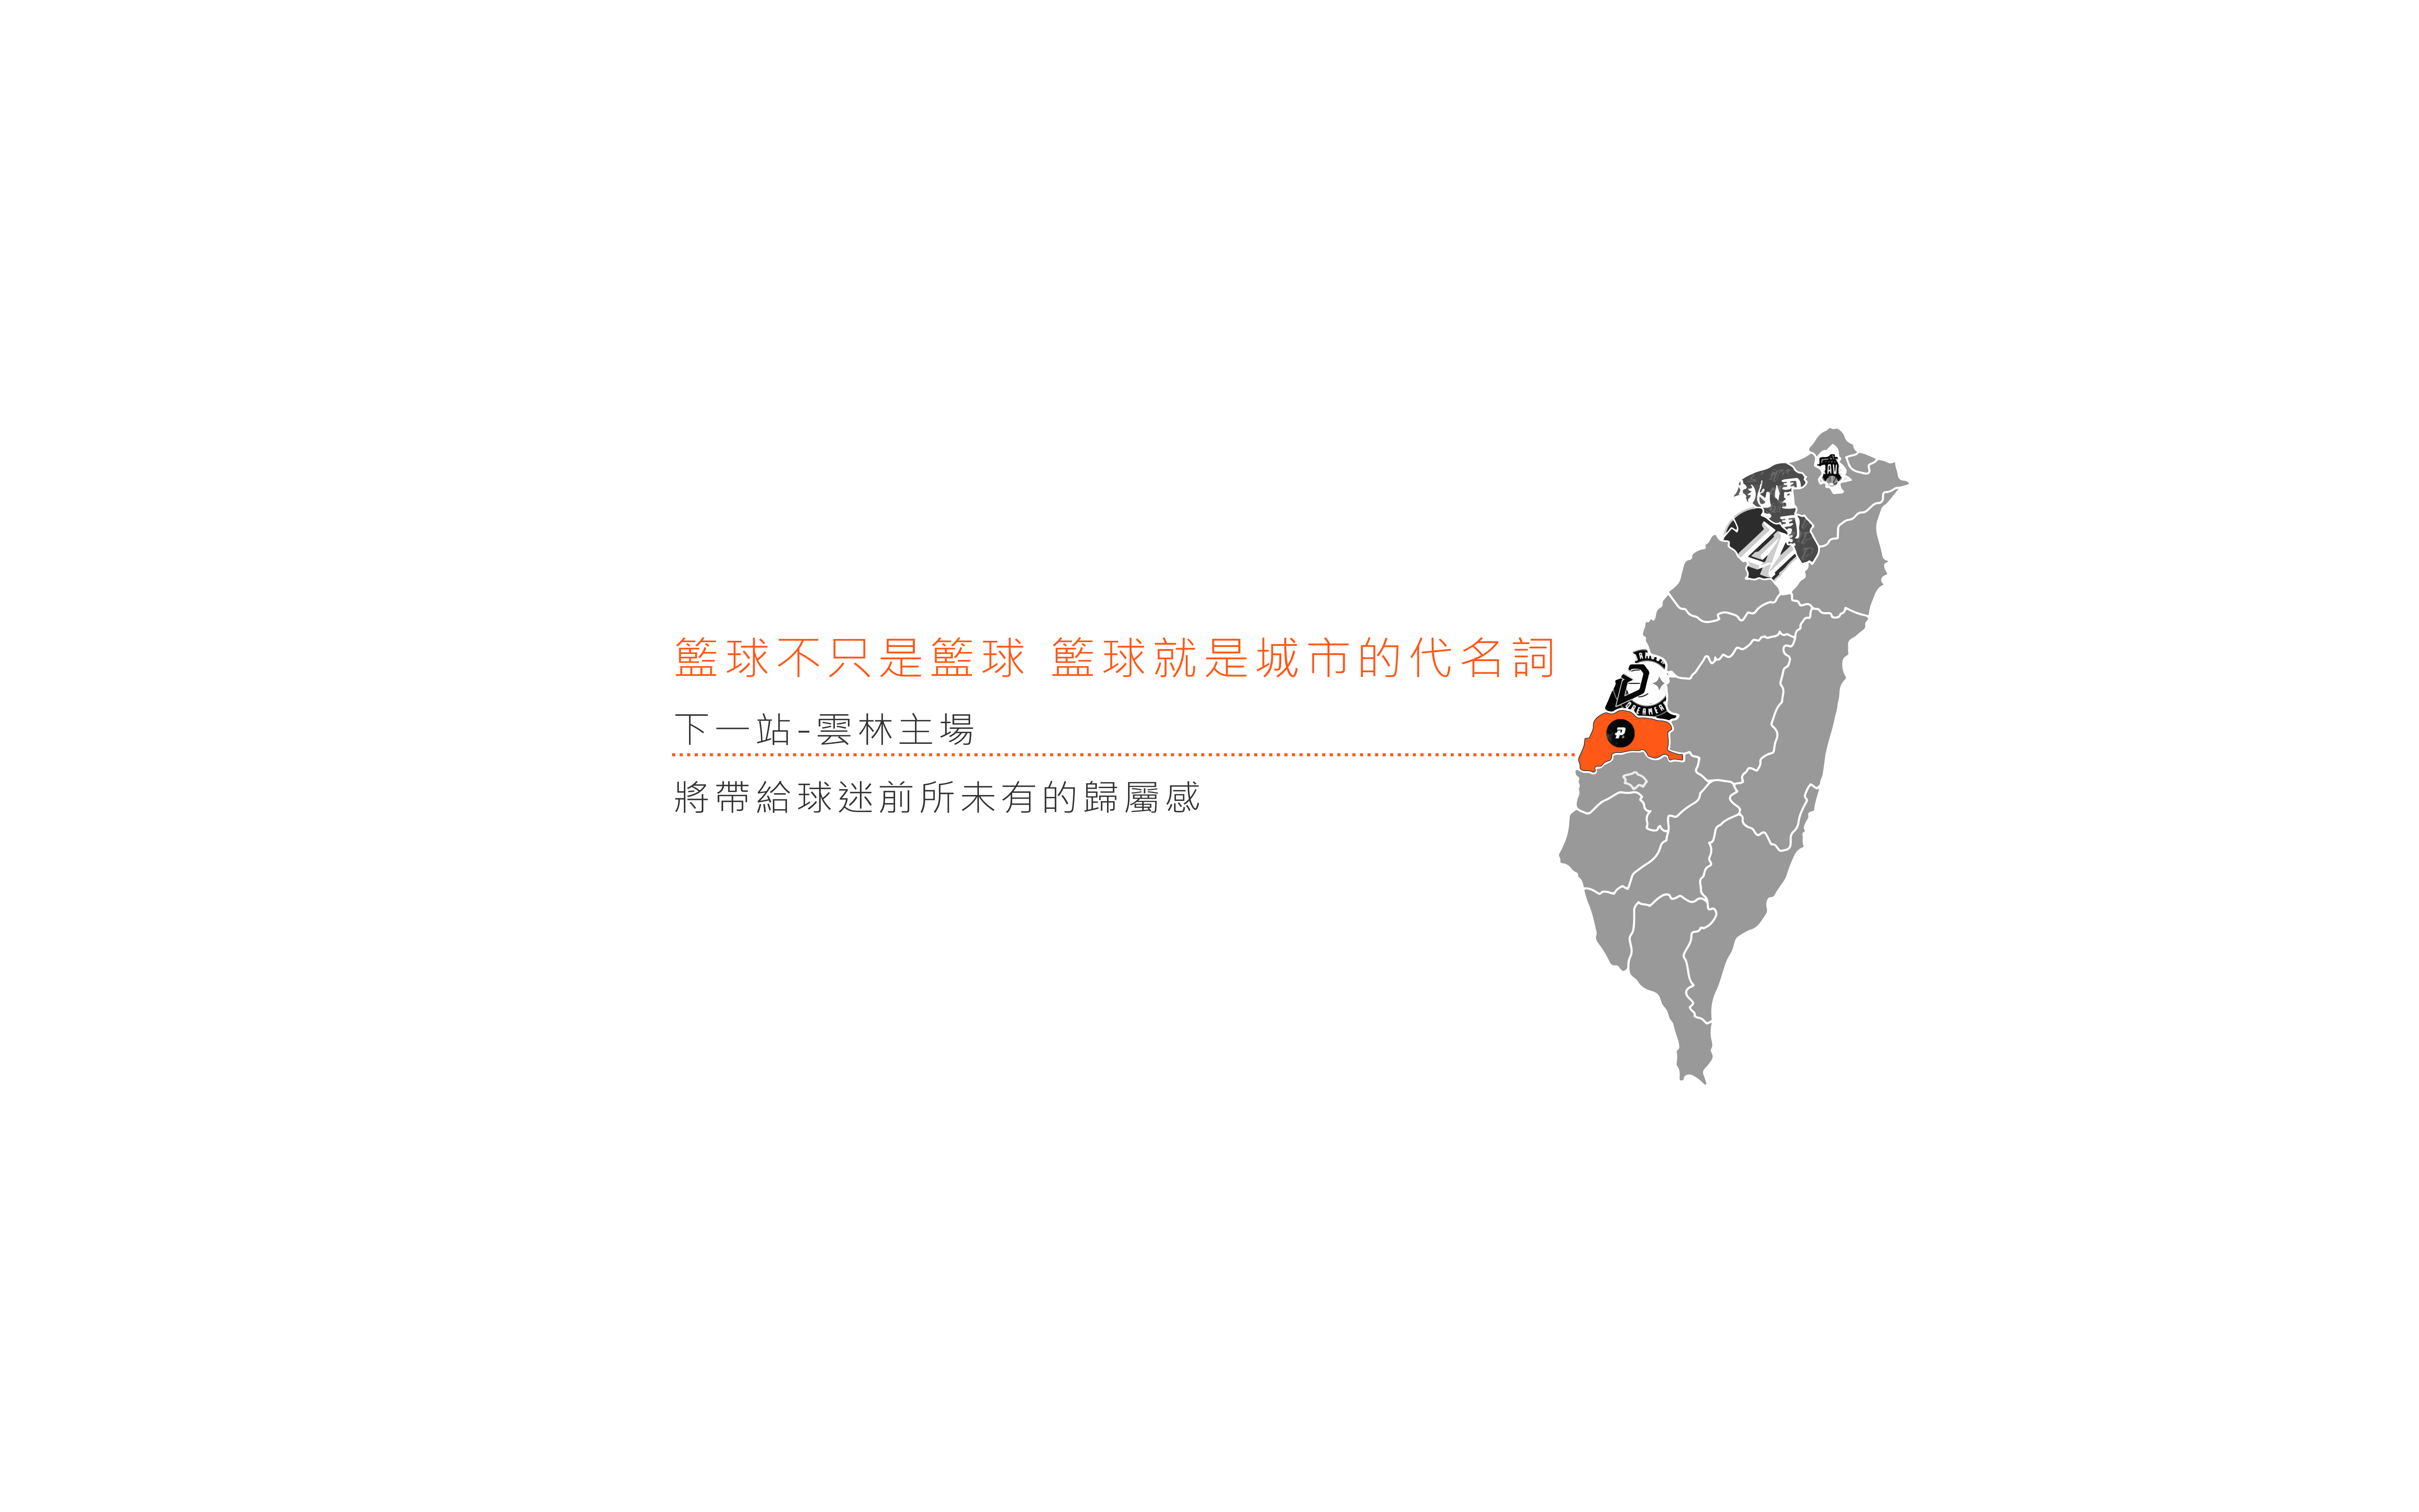 籃球不只是籃球 籃球就是城市的代名詞
下一站-雲林主場
將帶給球迷前所未有的歸屬感
DREAMER